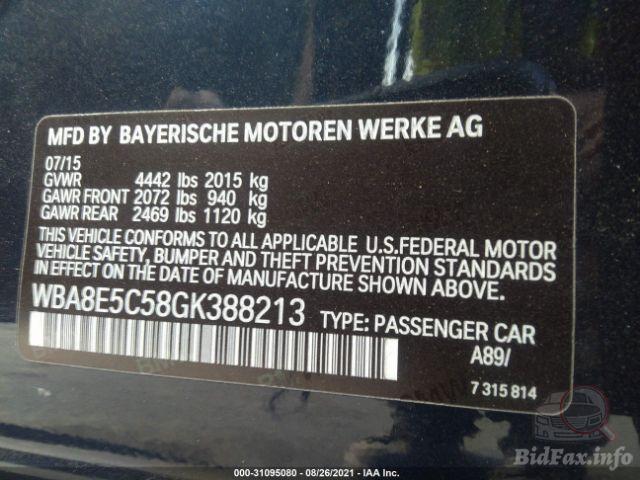 MFD BY BAYERISCHE MOTOREN WERKE AG
07/15
GVWR 4442 lbs 2015 kg
GAWR FRONT 2072 lbs 940 kg
GAWR REAR 2469 lbs 1120 kg
THIS VEHICLE CONFORMS TO ALL APPLICABLE U.S.FEDERAL MOTOR
VEHICLE SAFETY, BUMPER AND THEFT PREVENTION STANDARDS
IN EFFECT ON THE DATE OF MANUFACTURE SHOWN ABOVE.
WBA8E5C58GK388213 TYPE: PASSENGER CAR
A89/
7 315 814
BidFax.info
000-31095080 - 08/26/2021 - IAA Inc.